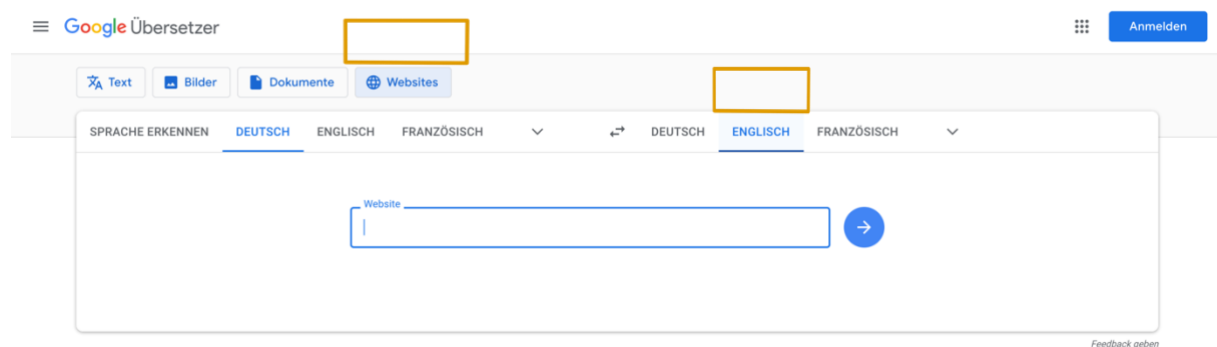 Google Übersetzer
Anmelden
Text Bilder Dokumente Websites
SPRACHE ERKENNEN DEUTSCH ENGLISCH FRANZÖSISCH DEUTSCH ENGLISCH FRANZÖSISCH
Website
Feedback geben